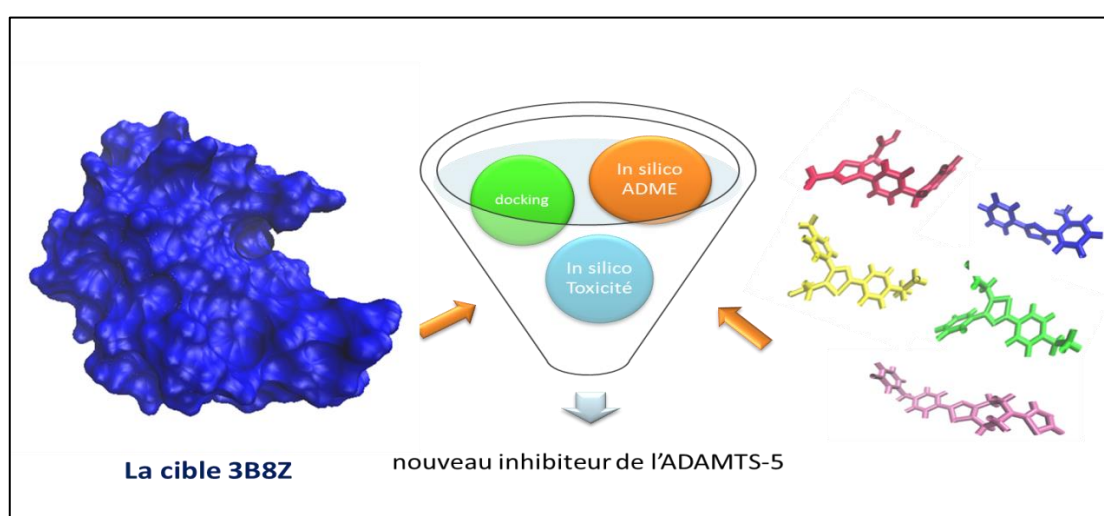 docking
In silico
ADME
In silico
Toxicité
La cible 3B8Z
nouveau inhibiteur de l’ADAMTS-5